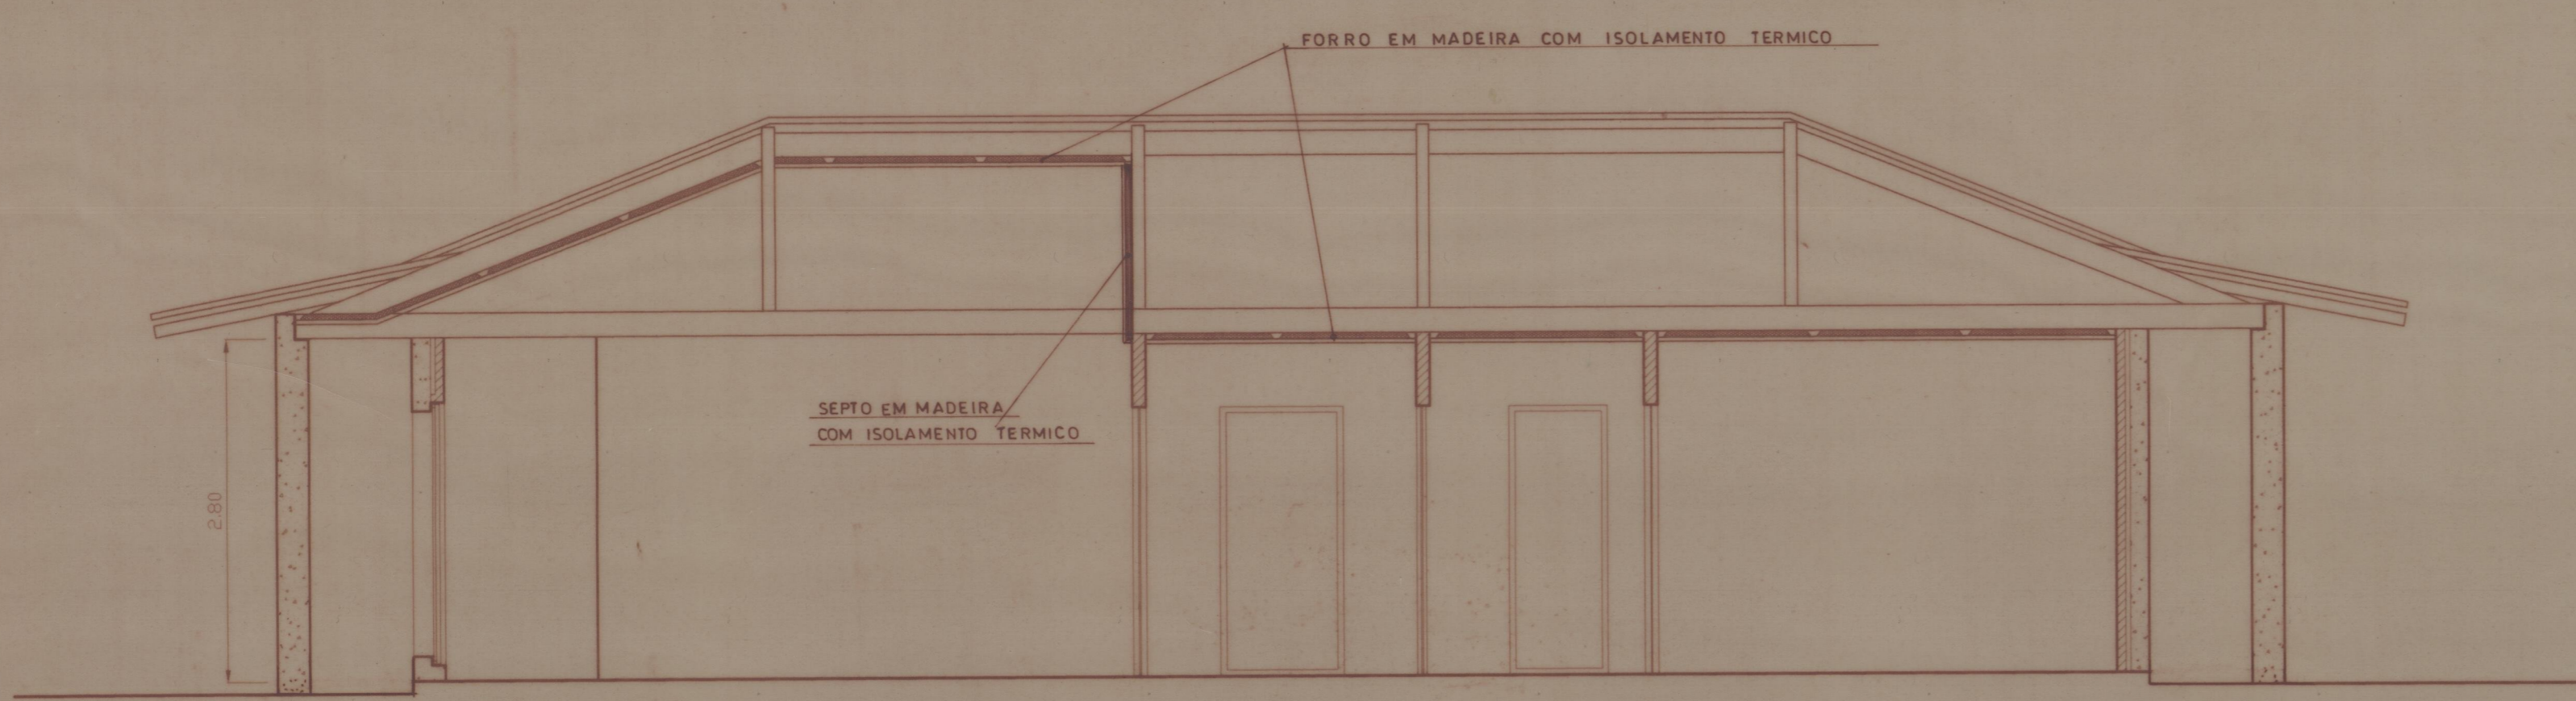 FORRO EM MADEIRA COM ISOLAMENTO TERMICO
SEPTO EM MADEIRA
COM ISOLAMENTO TERMICO
2.80